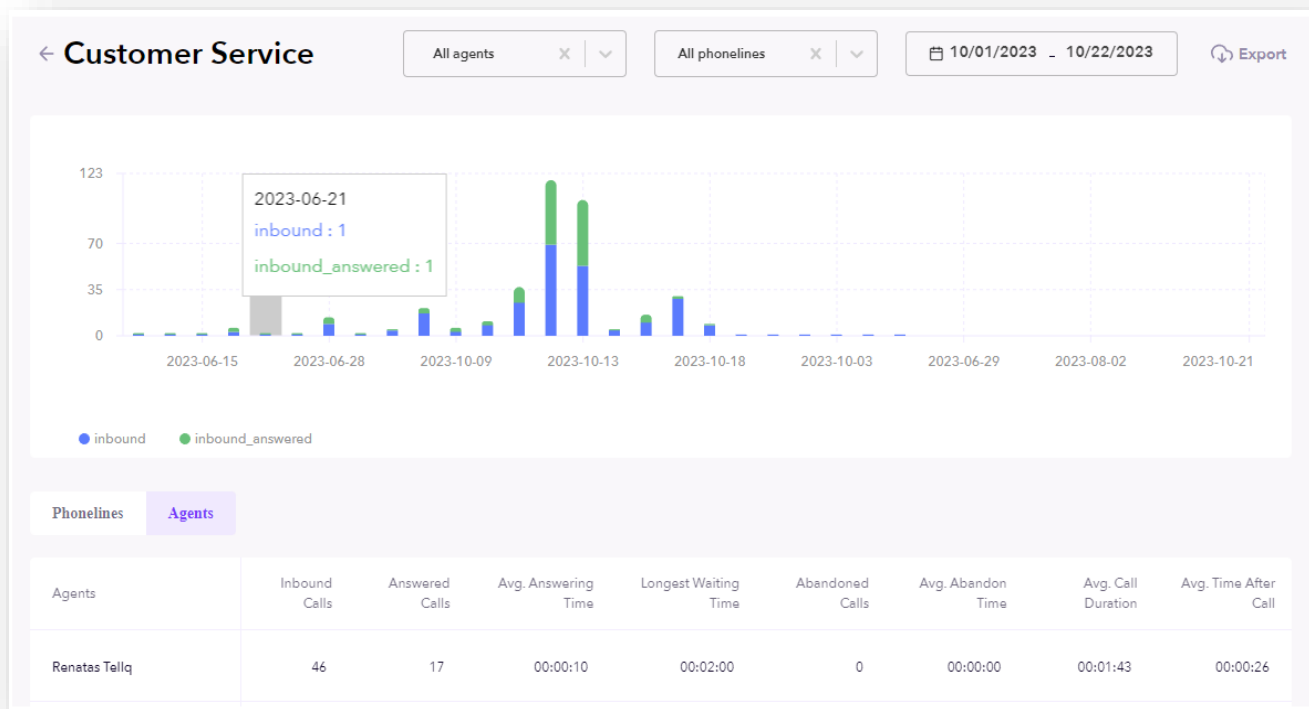 Customer Service
All agents
All phonelines
10/01/2023 - 10/22/2023
Export
123
70
35
0
2023-06-21
inbound : 1
inbound_answered : 1
2023-06-15 2023-06-28 2023-10-09 2023-10-13 2023-10-18 2023-10-03 2023-06-29 2023-08-02 2023-10-21
inbound inbound_answered
Phonelines Agents
Agents
Inbound
Calls
Answered
Calls
Avg. Answering
Time
Longest Waiting
Time
Abandoned
Calls
Avg. Abandon
Time
Avg. Call
Duration
Avg. Time After
Call
Renatas Tellq 46 17 00:00:10 00:02:00 0 00:00:00 00:01:43 00:00:26